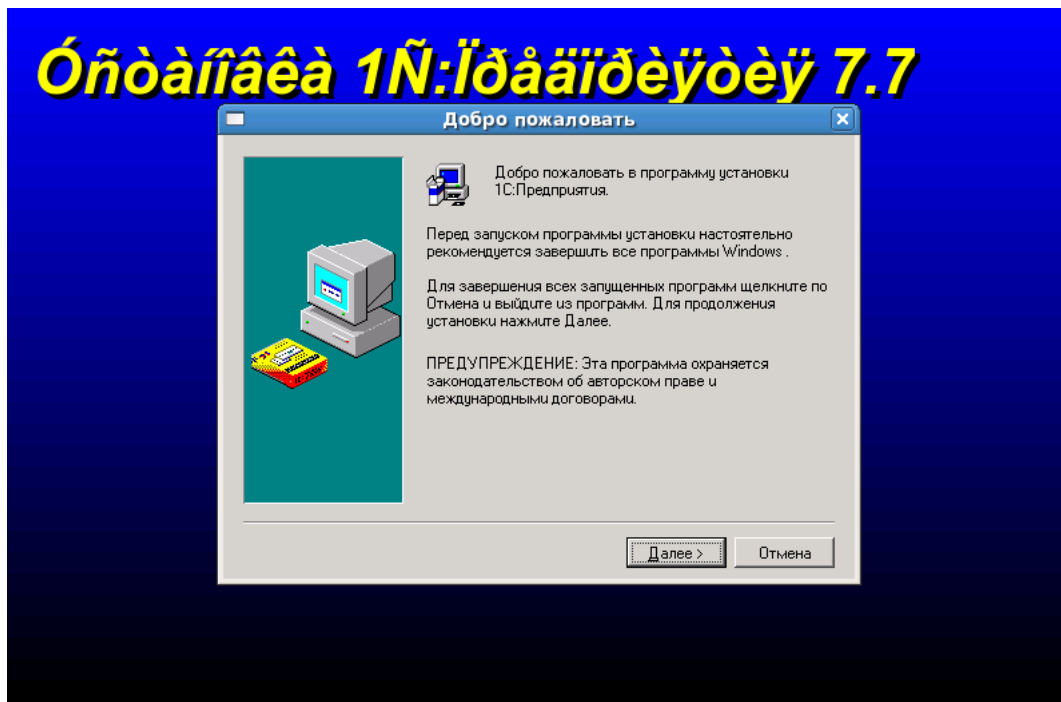 Óñòàíîâêà 1Ñ:Ïðåäïðèÿòèÿ 7.7
Добро пожаловать
Добро пожаловать в программу установки
1С:Предприятия.
Перед запуском программы установки настоятельно
рекомендуется завершить все программы Windows .
Для завершения всех запущенных программ щелкните по
Отмена и выйдите из программ. Для продолжения
установки нажмите Далее.
ПРЕДУПРЕЖДЕНИЕ: Эта программа охраняется
законодательством об авторском праве и
международными договорами.
Далее >
Отмена